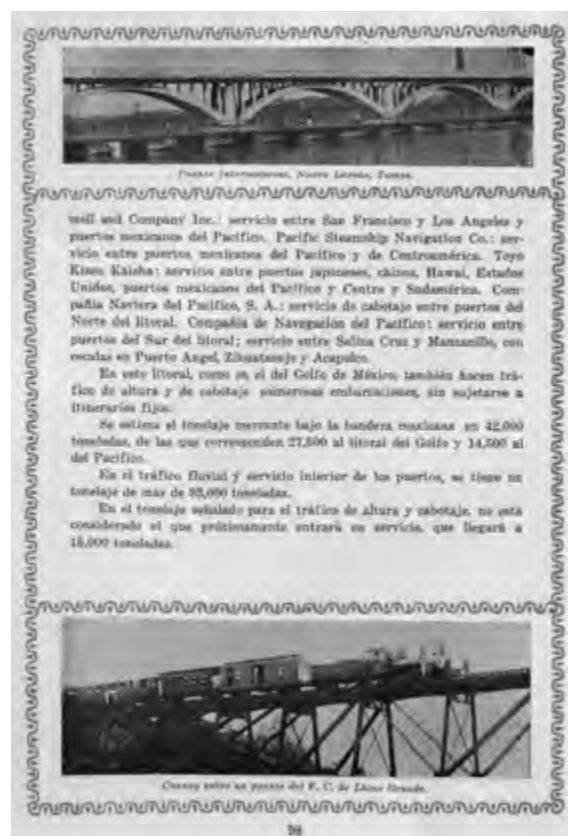 Puente Internacional, Nuevo Laredo, Tamps.
well and Company Inc.: servicio entre San Francisco y Los Angeles y
puertos mexicanos del Pacífico. Pacific Steamship Navigation Co.: ser-
vicio entre puertos mexicanos del Pacífico y de Centroamérica. Toyo
Kisen Kaisha: servicio entre puertos japoneses, chinos, Hawai, Estados
Unidos, puertos mexicanos del Pacífico y Centro y Sudamérica. Com-
pañía Naviera del Pacífico, S. A.: servicio de cabotaje entre puertos del
Norte del litoral. Compañía de Navegación del Pacífico: servicio entre
puertos del Sur del litoral; servicio entre Salina Cruz y Manzanillo, con
escalas en Puerto Angel, Zihuatanejo y Acapulco.
En este litoral, como en el del Golfo de México, también hacen trá-
fico de altura y de cabotaje numerosas embarcaciones, sin sujetarse a
itinerarios fijos.
Se estima el tonelaje mercante bajo la bandera mexicana en 42,000
toneladas, de las que corresponden 27,500 al litoral del Golfo y 14,500 al
del Pacífico.
En el tráfico fluvial y servicio interior de los puertos, se tiene un
tonelaje de más de toneladas.
En el tonelaje señalado para el tráfico de altura y cabotaje, no está
considerado el que próximamente entrará en servicio, que llegará a
15,000 toneladas.
sobre un puente del F. C. de Llano Grande.